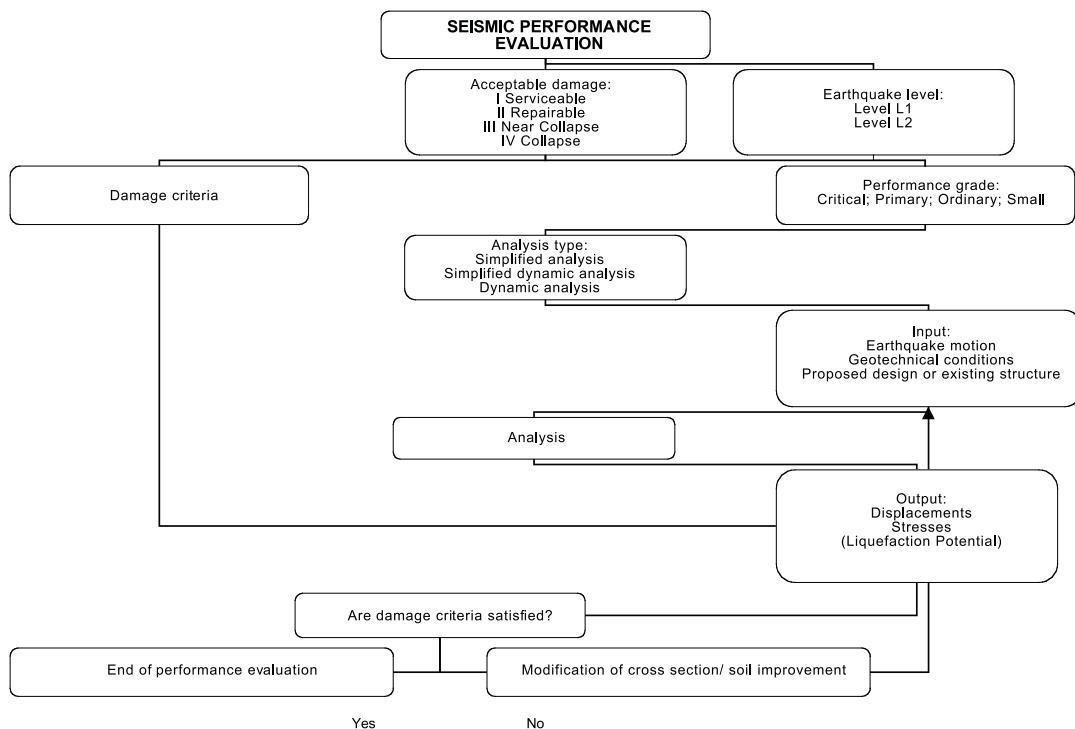 SEISMIC PERFORMANCE
EVALUATION
Acceptable damage:
I Serviceable
II Repairable
III Near Collapse
IV Collapse
Earthquake level:
Level L1
Level L2
Damage criteria
Performance grade:
Critical; Primary; Ordinary; Small
Analysis type:
Simplified analysis
Simplified dynamic analysis
Dynamic analysis
Input:
Earthquake motion
Geotechnical conditions
Proposed design or existing structure
Analysis
Output:
Displacements
Stresses
(Liquefaction Potential)
Are damage criteria satisfied?
End of performance evaluation
Modification of cross section/ soil improvement
Yes
No